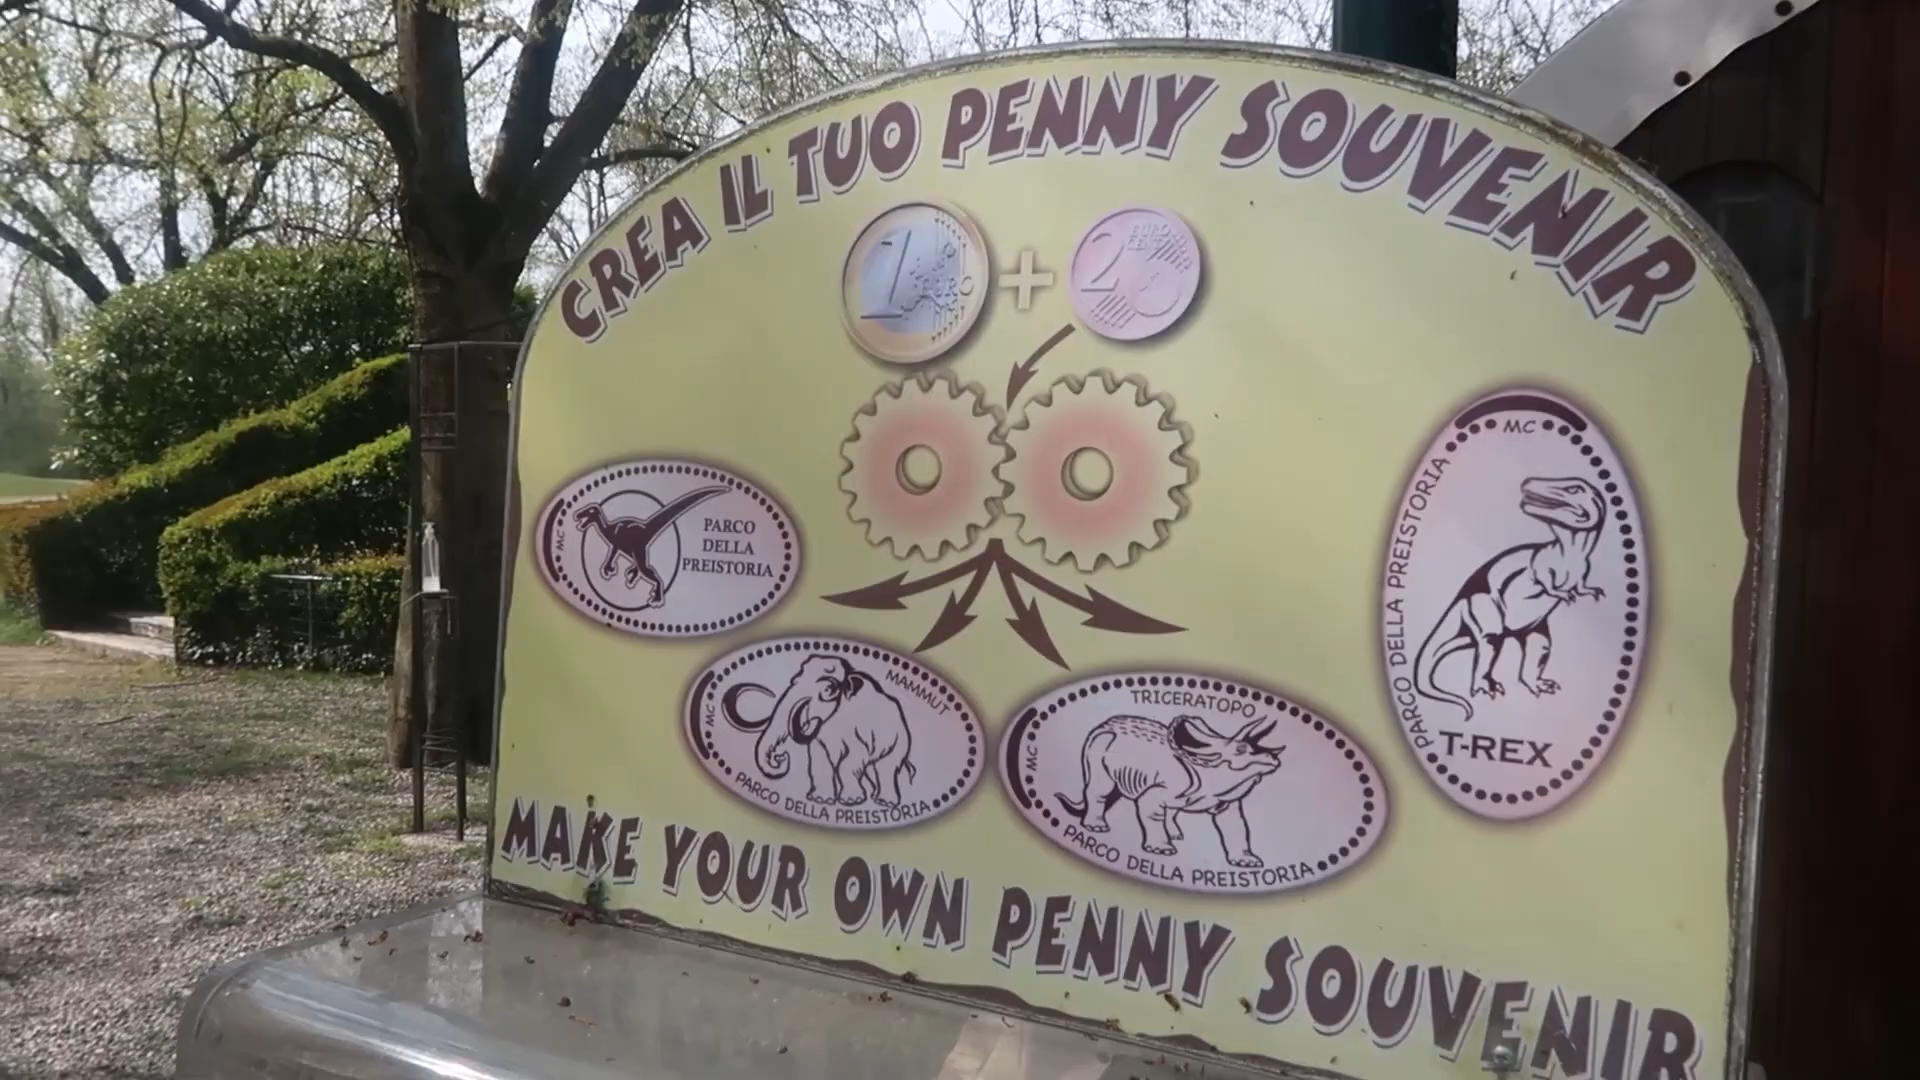 CREA IL TUO PENNY SOUVENIR
1 EURO
+
2 EURO CENT
MC
PARCO
DELLA
PREISTORIA
MC
MAMMUT
PARCO DELLA PREISTORIA
MC
TRICERATOPO
PARCO DELLA PREISTORIA
MC
PARCO DELLA PREISTORIA
T-REX
MAKE YOUR OWN PENNY SOUVENIR